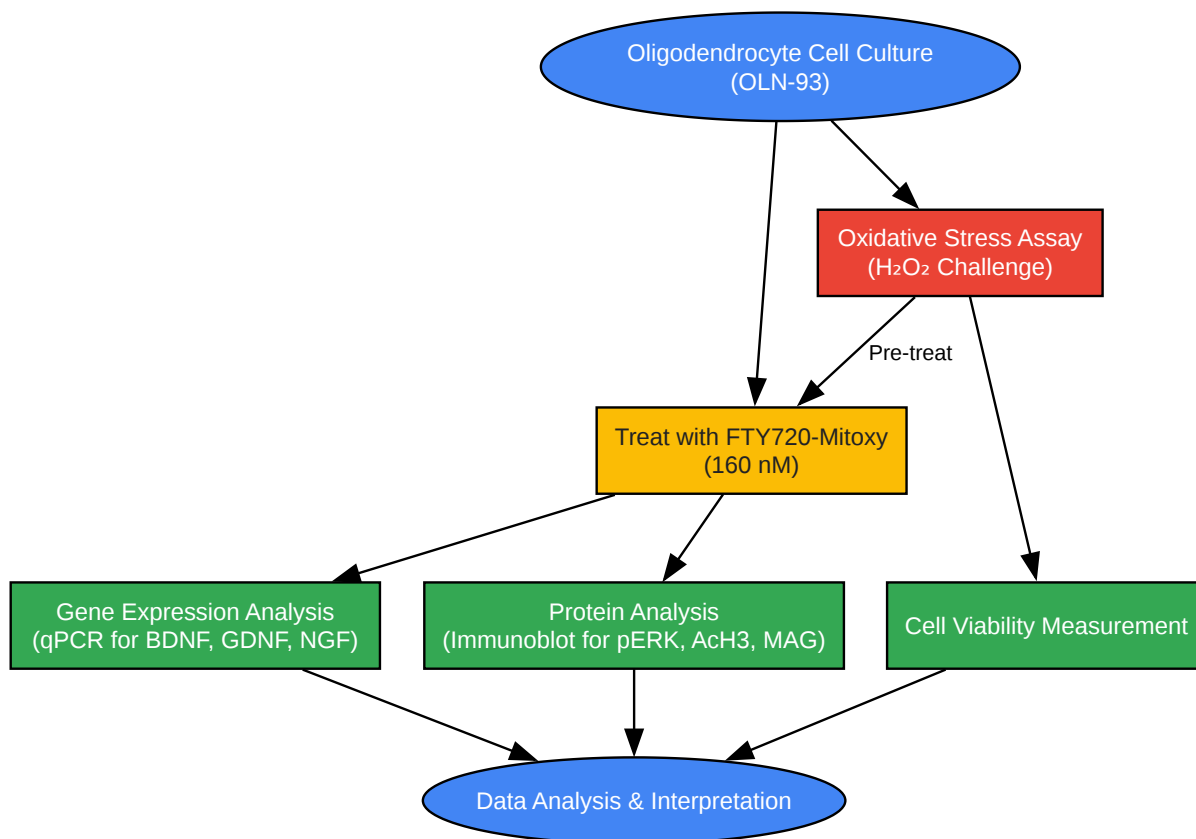 Oligodendrocyte Cell Culture
(OLN-93)
Oxidative Stress Assay
(H₂O₂ Challenge)
Pre-treat
Treat with FTY720-Mitoxy
(160 nM)
Gene Expression Analysis
(qPCR for BDNF, GDNF, NGF)
Protein Analysis
(Immunoblot for pERK, AcH3, MAG)
Cell Viability Measurement
Data Analysis & Interpretation